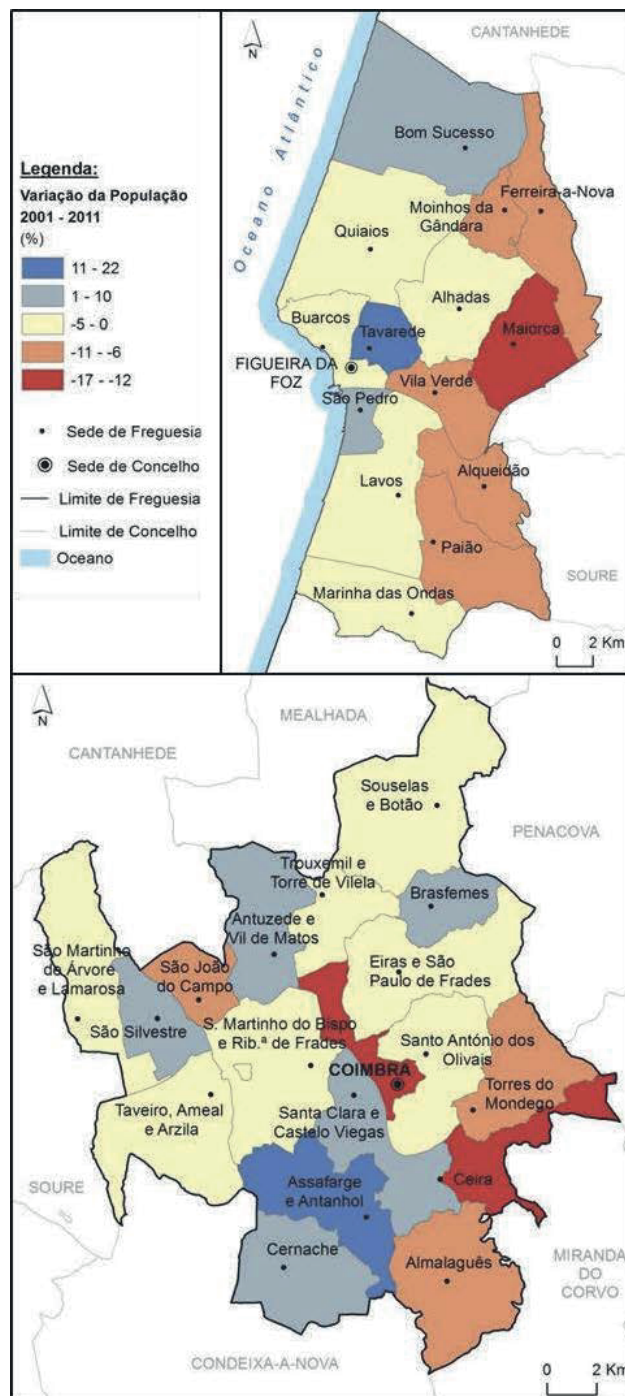 Legenda:
Variação da População
2001 - 2011
(%)
11 - 22
1 - 10
-5 - 0
-11 - -6
-17 - -12
Sede de Freguesia
Sede de Concelho
Limite de Freguesia
Limite de Concelho
Oceano
N
CANTANHEDE
Oceano Atlântico
Bom Sucesso
Ferreira-a-Nova
Moinhos da
Gândara
Quiaios
Alhadas
Buarcos
Tavarede
Maiorca
FIGUEIRA DA
FOZ
Vila Verde
São Pedro
Alqueidão
Lavos
Paião
SOURE
Marinha das Ondas
0 2 Km
N
MEALHADA
CANTANHEDE
Souselas
e Botão
PENACOVA
Trouxemil e
Torre de Vilela
Brasfemes
Antuzede e
Vil de Matos
São Martinho
de Árvore
e Lamarosa
São João
do Campo
Eiras e São
Paulo de Frades
São Silvestre
S. Martinho do Bispo
e Rib.ª de Frades
Santo António dos
Olivais
COIMBRA
Torres do
Mondego
Taveiro, Ameal
e Arzila
Santa Clara e
Castelo Viegas
SOURE
Assafarge
e Antanhol
Ceira
Cernache
Almalaguês
MIRANDA
DO
CORVO
CONDEIXA-A-NOVA
0 2 Km